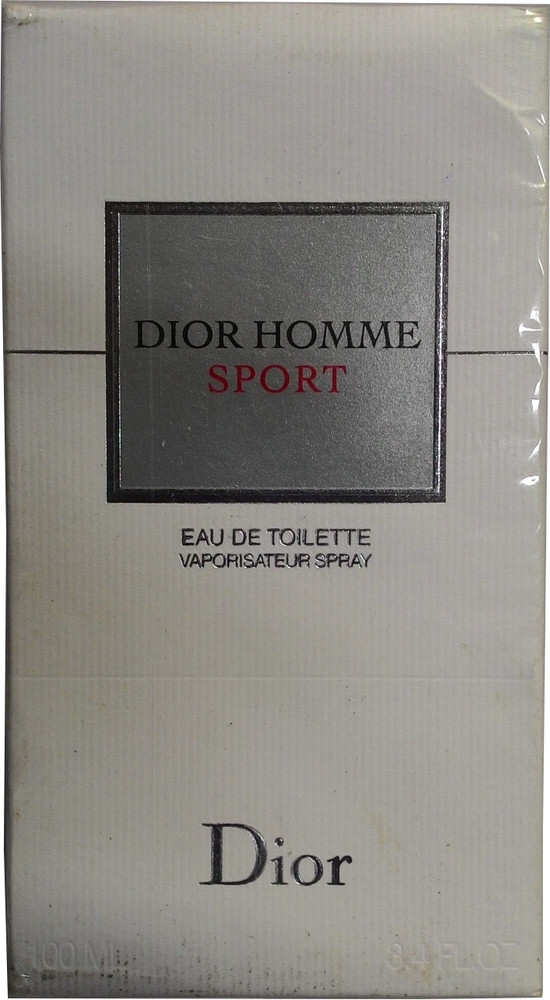 DIOR HOMME
SPORT
EAU DE TOILETTE
VAPORISATEUR SPRAY
Dior
100 ML 3.4 FL.OZ